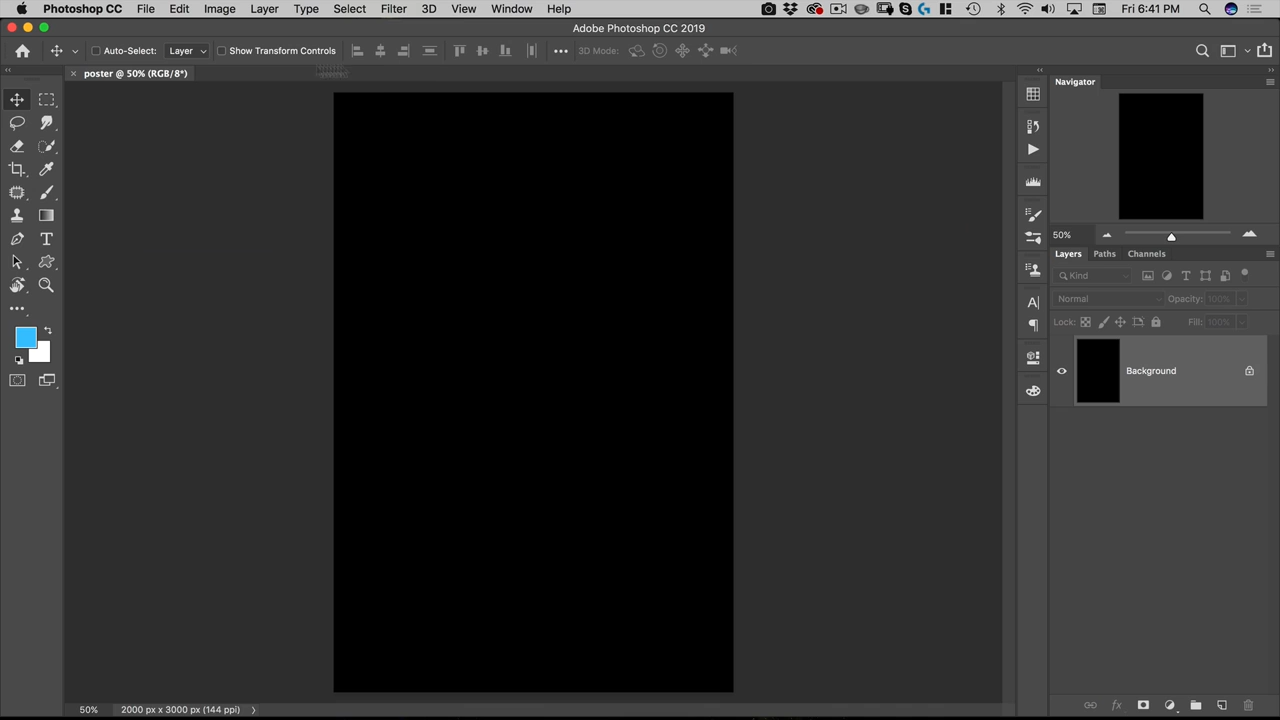 Photoshop CC File Edit Image Layer Type Select Filter 3D View Window Help Fri 6:41 PM
Adobe Photoshop CC 2019
Auto-Select: Layer Show Transform Controls 3D Mode:
poster @ 50% (RGB/8*)
Navigator
50%
Layers Paths Channels
Kind
Normal Opacity: 100%
Lock: Fill: 100%
Background
50% 2000 px x 3000 px (144 ppi)